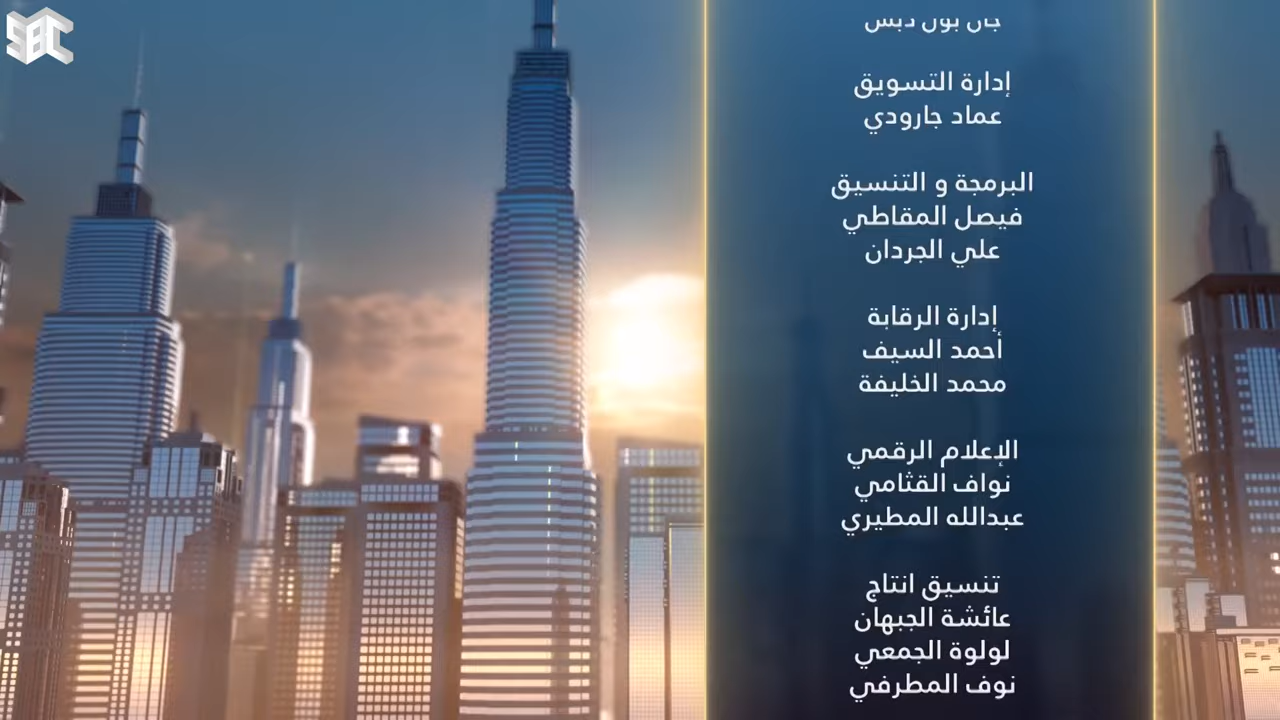 SBC
إدارة التسويق
عماد جارودي
البرمجة و التنسيق
فيصل المقاطي
علي الجردان
إدارة الرقابة
أحمد السيف
محمد الخليفة
الإعلام الرقمي
نواف القثامي
عبدالله المطيري
تنسيق انتاج
عائشة الجبهان
لولوة الجمعي
نوف المطرفي